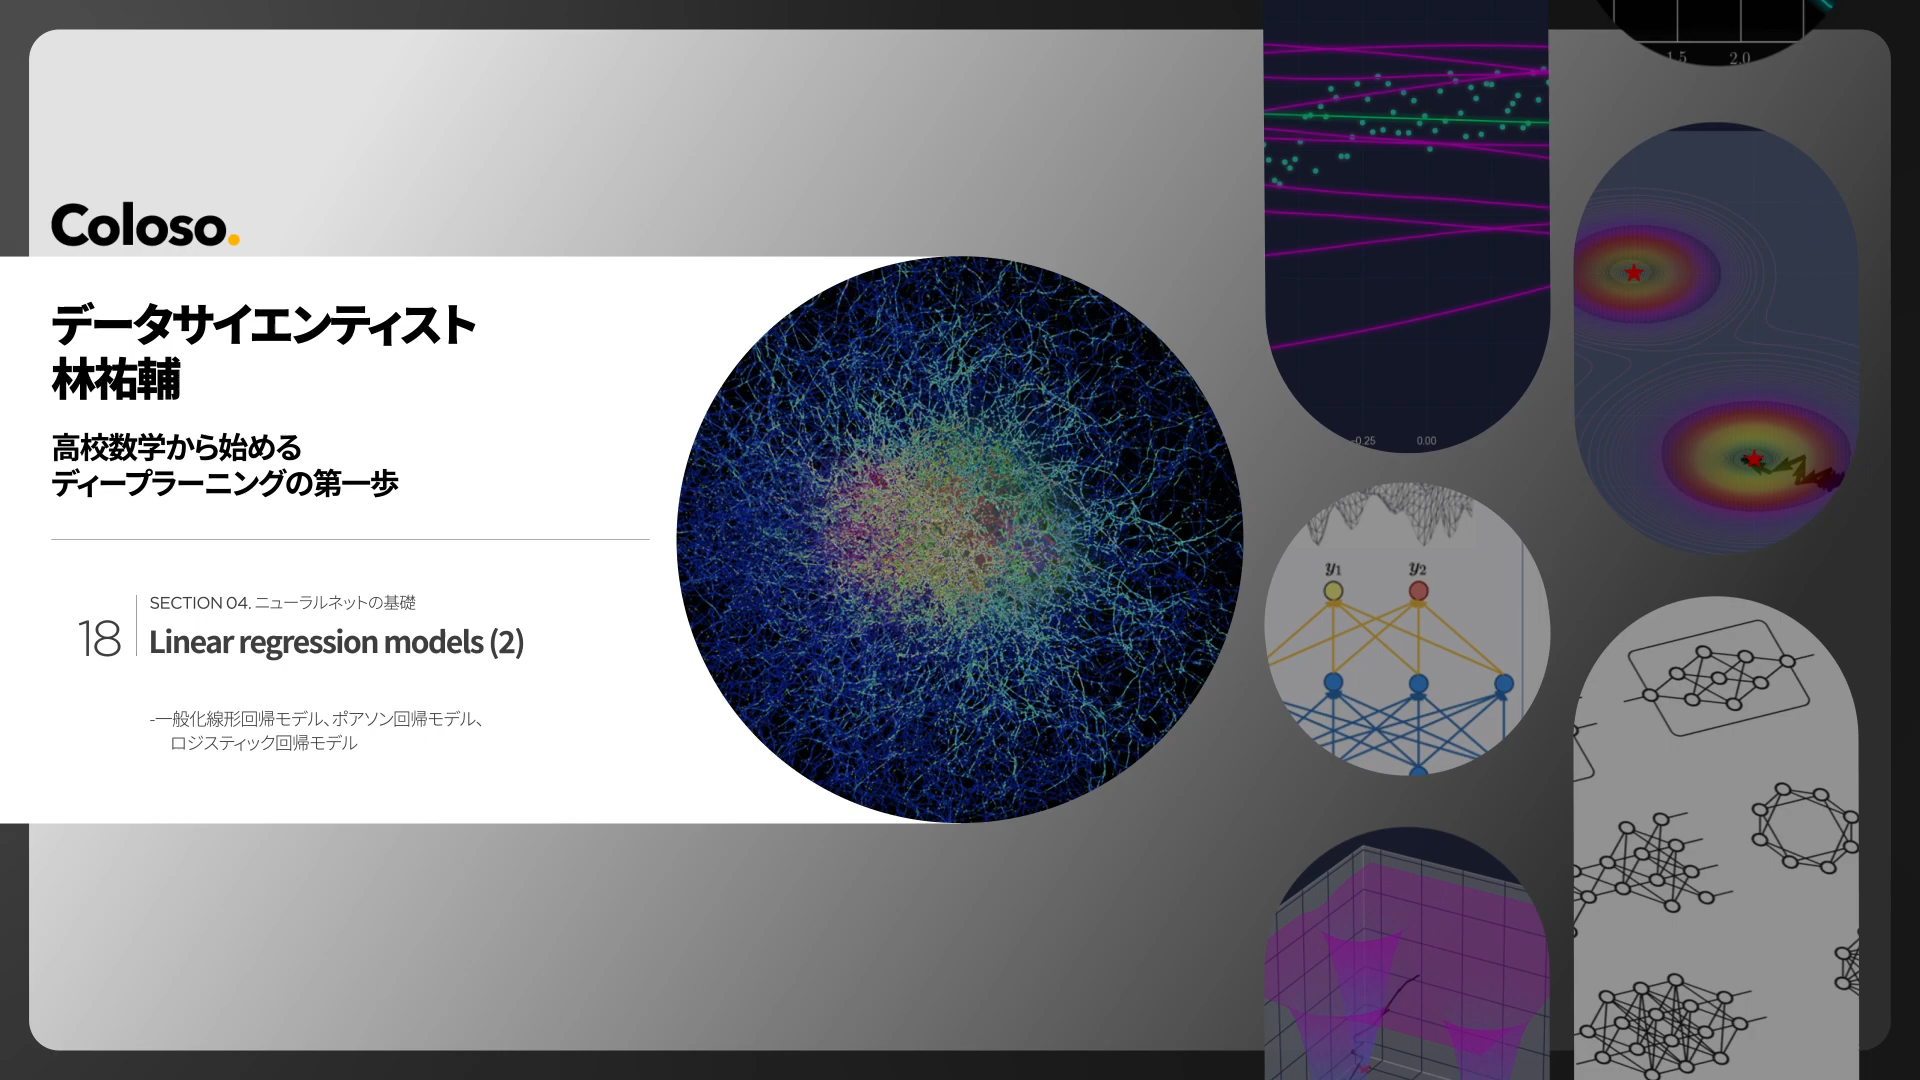 Coloso.
データサイエンティスト
林祐輔
高校数学から始める
ディープラーニングの第一歩
18
SECTION 04. ニューラルネットの基礎
Linear regression models (2)
-一般化線形回帰モデル、ポアソン回帰モデル、
ロジスティック回帰モデル
1.5 2.0
-0.25 0.00
y₁ y₂